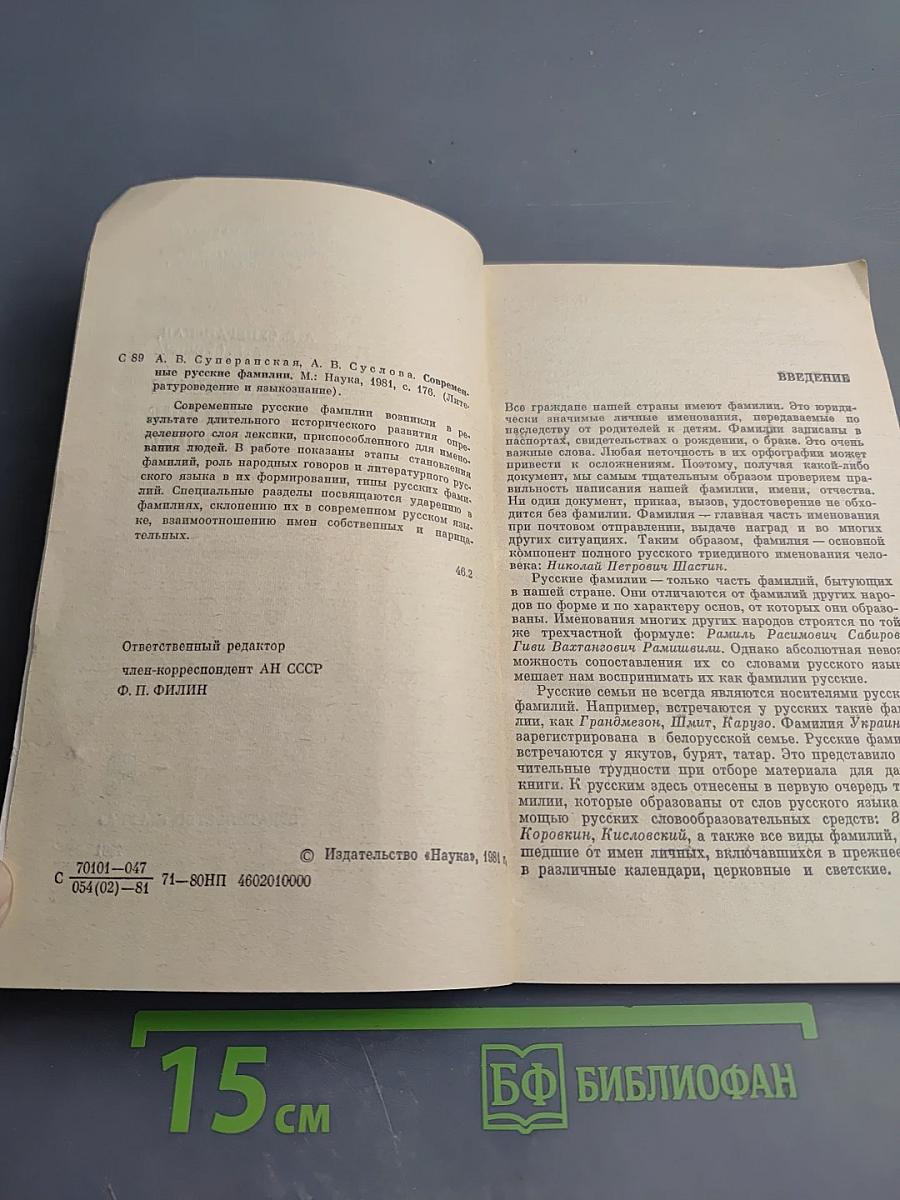 С 89 А. В. Суперанская, А. В. Суслова. Современ-
ные русские фамилии. М.: Наука, 1981, с. 176. (Лите-
ратуроведение и языкознание).
Современные русские фамилии возникли в ре-
зультате длительного исторического развития опре-
деленного слоя лексики, приспособленного для имено-
вания людей. В работе показаны этапы становления
фамилий, роль народных говоров и литературного рус-
ского языка в их формировании, типы русских фами-
лий. Специальные разделы посвящаются ударению в
фамилиях, склонению их в современном русском язы-
ке, взаимоотношению имен собственных и нарица-
тельных.
46.2
Ответственный редактор
член-корреспондент АН СССР
Ф. П. ФИЛИН
© Издательство «Наука», 1981 г.
С 70101—047
054(02)—81 71—80НП 4602010000
ВВЕДЕНИЕ
Все граждане нашей страны имеют фамилии. Это юриди-
чески значимые личные именования, передаваемые по
наследству от родителей к детям. Фамилии записаны в
паспортах, свидетельствах о рождении, о браке. Это очень
важные слова. Любая неточность в их орфографии может
привести к осложнениям. Поэтому, получая какой-либо
документ, мы самым тщательным образом проверяем пра-
вильность написания нашей фамилии, имени, отчества.
Ни один документ, приказ, вызов, удостоверение не обхо-
дится без фамилии. Фамилия — главная часть именования
при почтовом отправлении, выдаче наград и во многих
других ситуациях. Таким образом, фамилия — основной
компонент полного русского триединого именования чело-
века: Николай Петрович Шастин.
Русские фамилии — только часть фамилий, бытующих
в нашей стране. Они отличаются от фамилий других наро-
дов по форме и по характеру основ, от которых они образо-
ваны. Именования многих других народов строятся по той
же трехчастной формуле: Рамиль Расимович Сабиров
Гиви Вахтангович Рамишвили. Однако абсолютная невоз
можность сопоставления их со словами русского язык
мешает нам воспринимать их как фамилии русские.
Русские семьи не всегда являются носителями русск
фамилий. Например, встречаются у русских такие фам
лии, как Грандмезон, Шмит, Карузо. Фамилия Украин
зарегистрирована в белорусской семье. Русские фами
встречаются у якутов, бурят, татар. Это представило
чительные трудности при отборе материала для да
книги. К русским здесь отнесены в первую очередь т
милии, которые образованы от слов русского языка
мощью русских словообразовательных средств: З
Коровкин, Кисловский, а также все виды фамилий,
шедшие от имен личных, включавшихся в прежнее
в различные календари, церковные и светские.
15 см
БФ БИБЛИОФАН